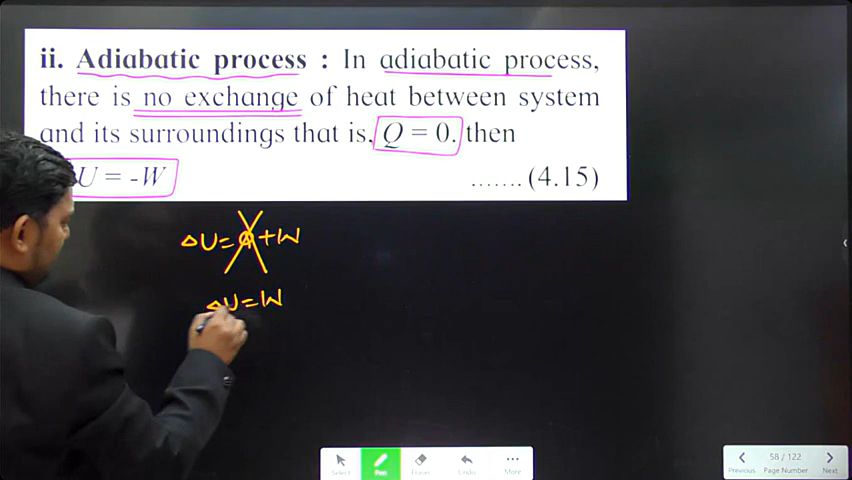 ii. Adiabatic process : In adiabatic process,
there is no exchange of heat between system
and its surroundings that is, Q = 0. then
U = -W ....... (4.15)
ΔU = Q + W
ΔU = W
Select
Pen
Eraser
Undo
More
Previous
58 / 122
Page Number
Next